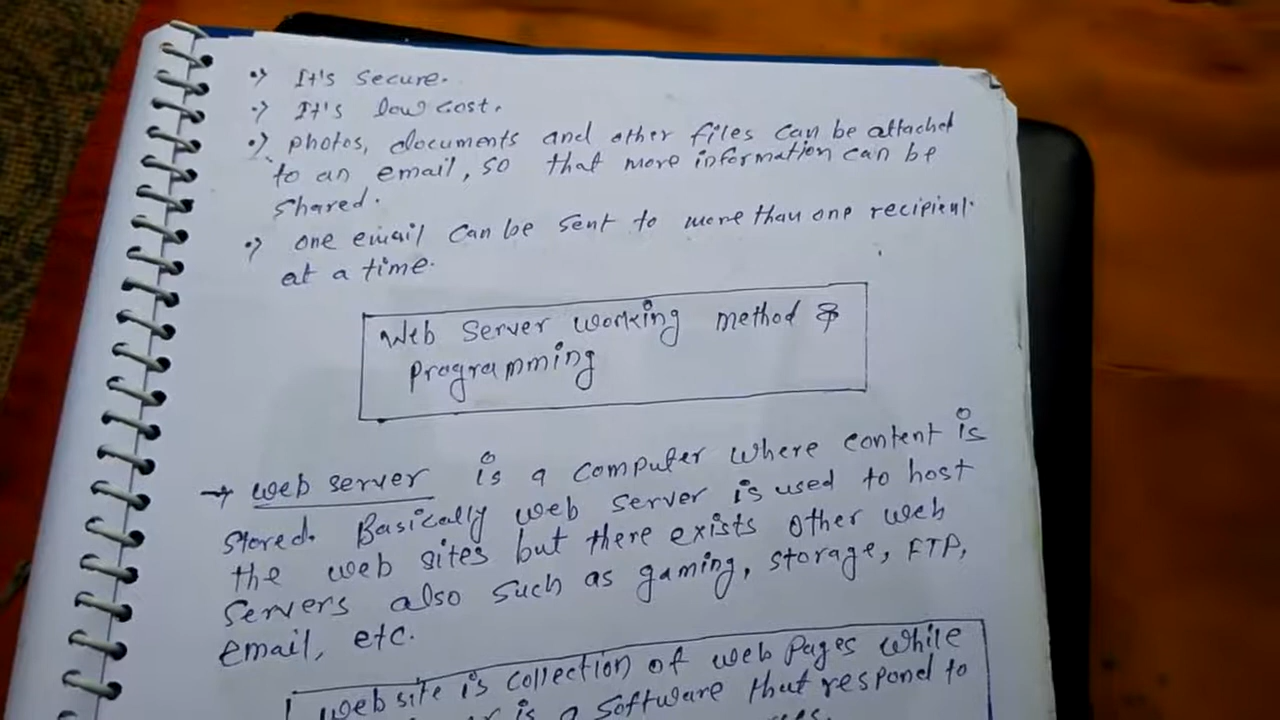 •) It's secure.
•) It's low cost.
•) photos, documents and other files can be attached
to an email, so that more information can be
shared.
•) one email can be sent to more than one recipient.
at a time.
Web Server working method &
programming
→ web server is a computer where content is
stored. Basically web server is used to host
the web sites but there exists other web
servers also such as gaming, storage, FTP,
email, etc.
web site is collection of web pages while
is a software that respond to